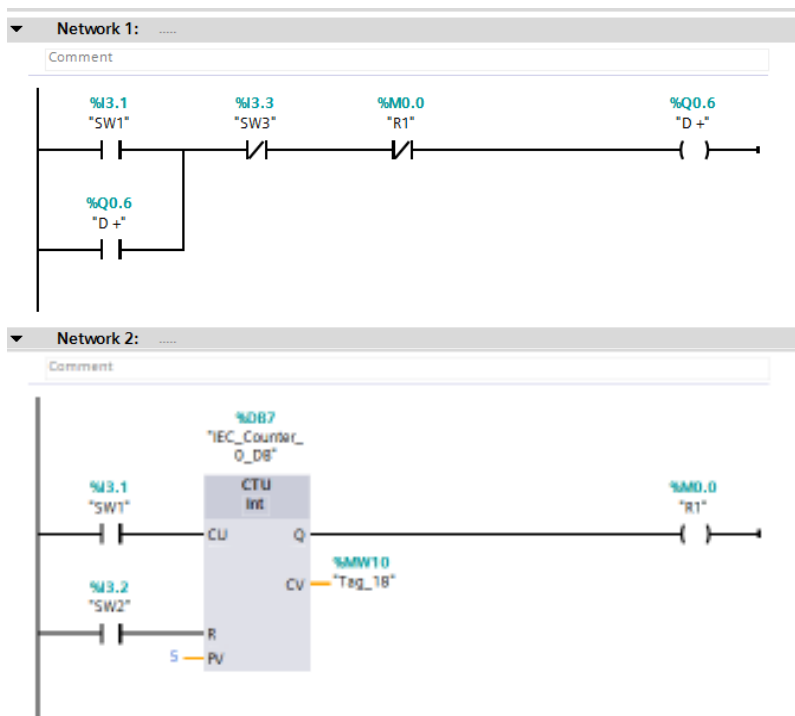 Network 1: .....
Comment
%I3.1 %I3.3 %M0.0 %Q0.6
"SW1" "SW3" "R1" "D +"
%Q0.6
"D +"
Network 2: .....
Comment
%DB7
"IEC_Counter_
0_DB"
%I3.1 CTU %M0.0
"SW1" Int "R1"
CU Q
%MW10
%I3.2 CV "Tag_18"
"SW2"
R
5 PV